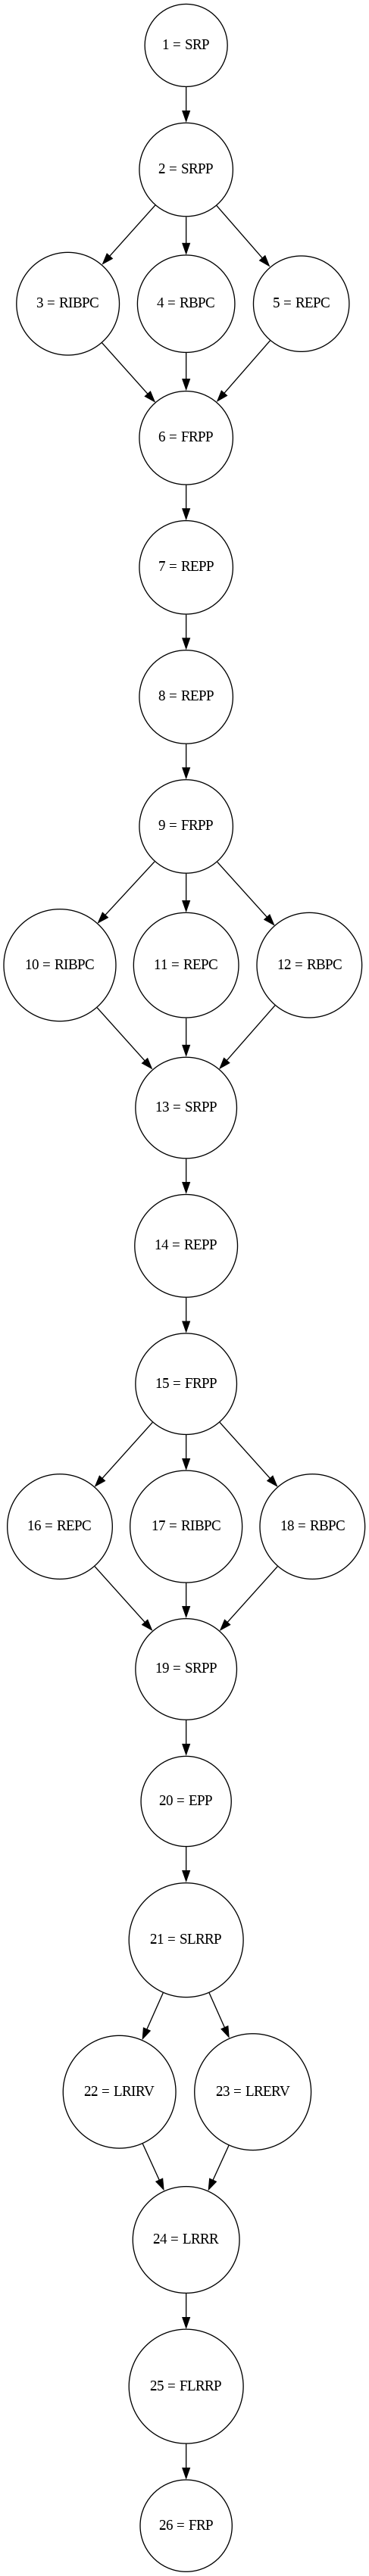 1 = SRP
2 = SRPP
3 = RIBPC
4 = RBPC
5 = REPC
6 = FRPP
7 = REPP
8 = REPP
9 = FRPP
10 = RIBPC
11 = REPC
12 = RBPC
13 = SRPP
14 = REPP
15 = FRPP
16 = REPC
17 = RIBPC
18 = RBPC
19 = SRPP
20 = EPP
21 = SLRRP
22 = LRIRV
23 = LRERV
24 = LRRR
25 = FLRRP
26 = FRP